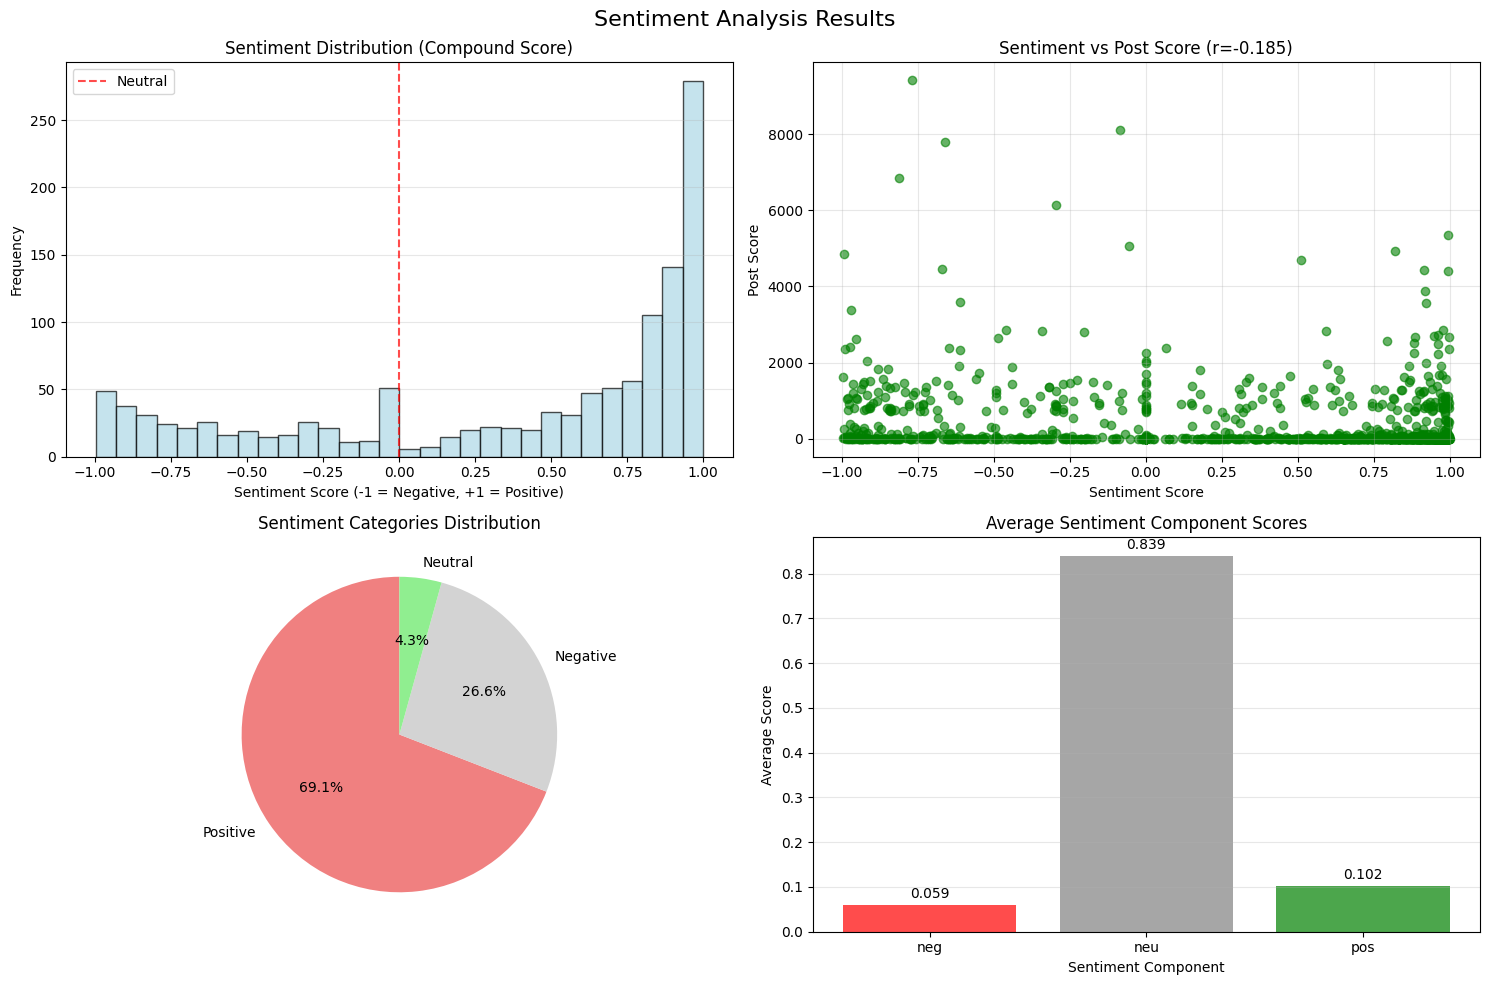 Sentiment Analysis Results
Sentiment Distribution (Compound Score)
Neutral
Frequency
250
200
150
100
50
0
−1.00 −0.75 −0.50 −0.25 0.00 0.25 0.50 0.75 1.00
Sentiment Score (-1 = Negative, +1 = Positive)
Sentiment vs Post Score (r=-0.185)
Post Score
8000
6000
4000
2000
0
−1.00 −0.75 −0.50 −0.25 0.00 0.25 0.50 0.75 1.00
Sentiment Score
Sentiment Categories Distribution
Neutral
4.3%
Negative
26.6%
69.1%
Positive
Average Sentiment Component Scores
Average Score
0.8
0.7
0.6
0.5
0.4
0.3
0.2
0.1
0.0
0.059
0.839
0.102
neg neu pos
Sentiment Component